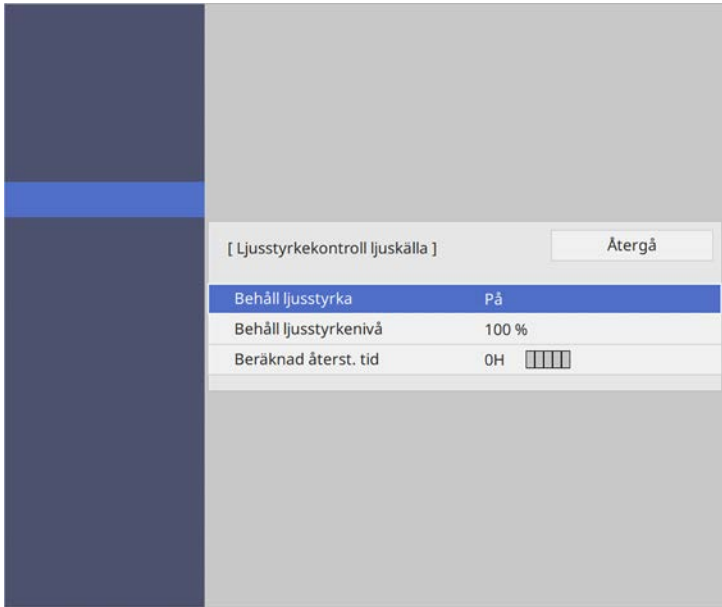 [ Ljusstyrkekontroll ljuskälla ] Återgå
Behåll ljusstyrka På
Behåll ljusstyrkenivå 100 %
Beräknad återst. tid 0H